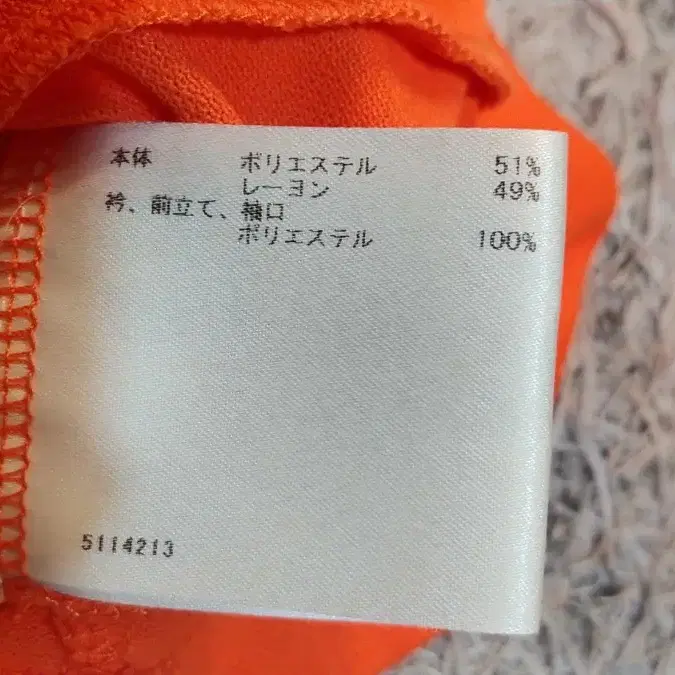 本体 ポリエステル 51%
レーヨン 49%
衿、前立て、袖口
ポリエステル 100%
5114213